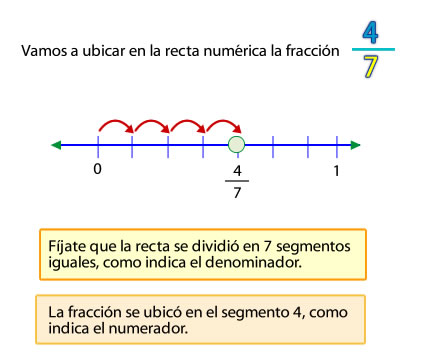 Vamos a ubicar en la recta numérica la fracción 4/7
0 4/7 1
Fíjate que la recta se dividió en 7 segmentos
iguales, como indica el denominador.
La fracción se ubicó en el segmento 4, como
indica el numerador.